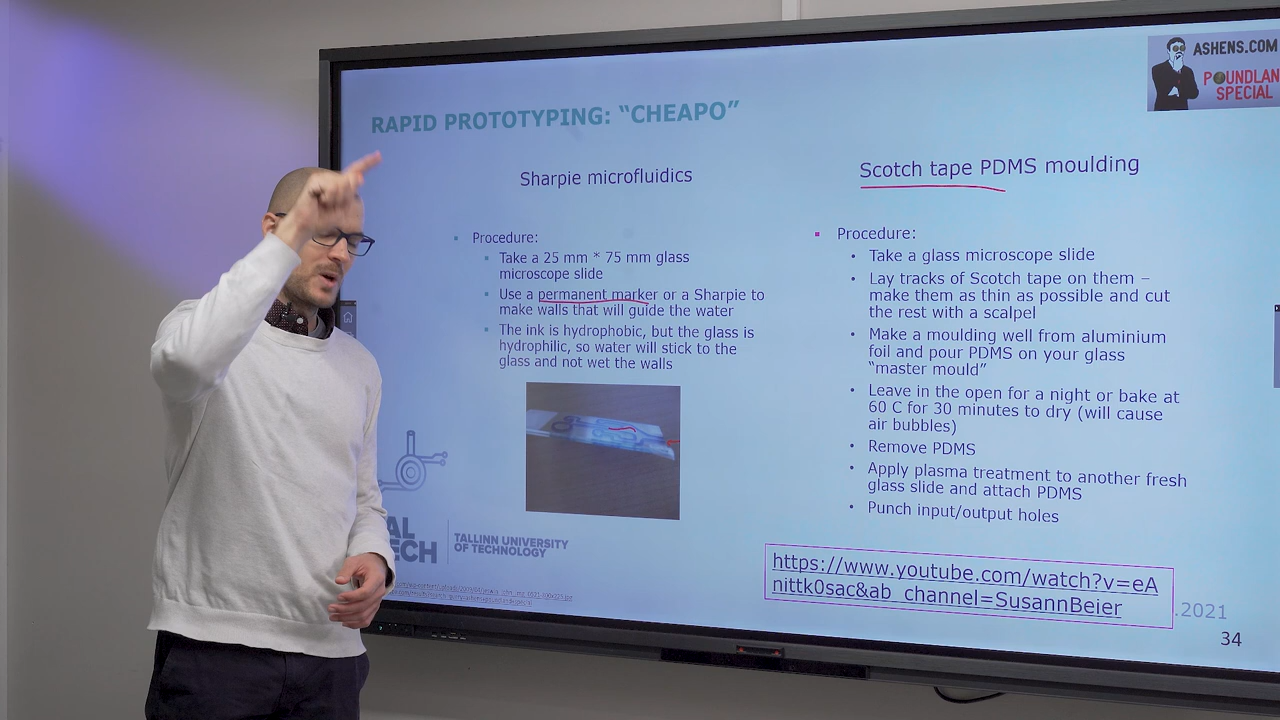 ASHENS.COM
POUNDLAN
SPECIAL
RAPID PROTOTYPING: “CHEAPO”
Sharpie microfluidics
Procedure:
Take a 25 mm * 75 mm glass
microscope slide
Use a permanent marker or a Sharpie to
make walls that will guide the water
The ink is hydrophobic, but the glass is
hydrophilic, so water will stick to the
glass and not wet the walls
Scotch tape PDMS moulding
Procedure:
Take a glass microscope slide
Lay tracks of Scotch tape on them –
make them as thin as possible and cut
the rest with a scalpel
Make a moulding well from aluminium
foil and pour PDMS on your glass
“master mould”
Leave in the open for a night or bake at
60 C for 30 minutes to dry (will cause
air bubbles)
Remove PDMS
Apply plasma treatment to another fresh
glass slide and attach PDMS
Punch input/output holes
https://www.youtube.com/watch?v=eA
nittk0sac&ab_channel=SusannBeier
AL
ECH
TALLINN UNIVERSITY
OF TECHNOLOGY
.2021
34